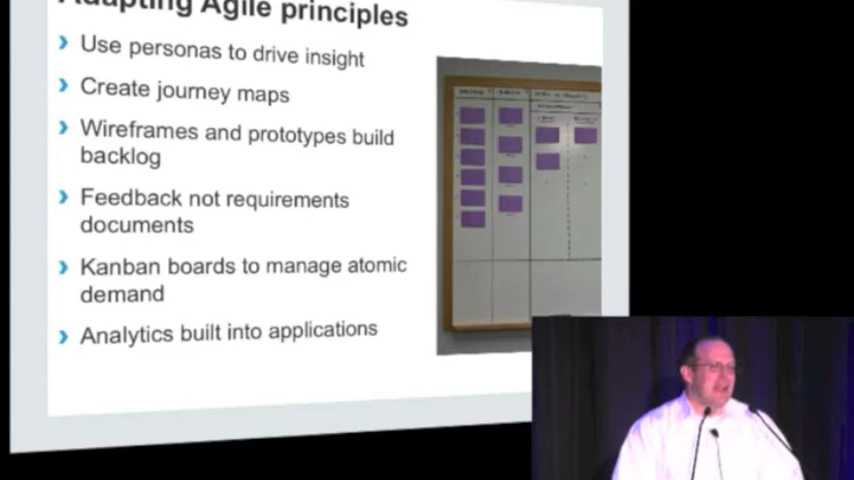 Adapting Agile principles
Use personas to drive insight
Create journey maps
Wireframes and prototypes build
backlog
Feedback not requirements
documents
Kanban boards to manage atomic
demand
Analytics built into applications